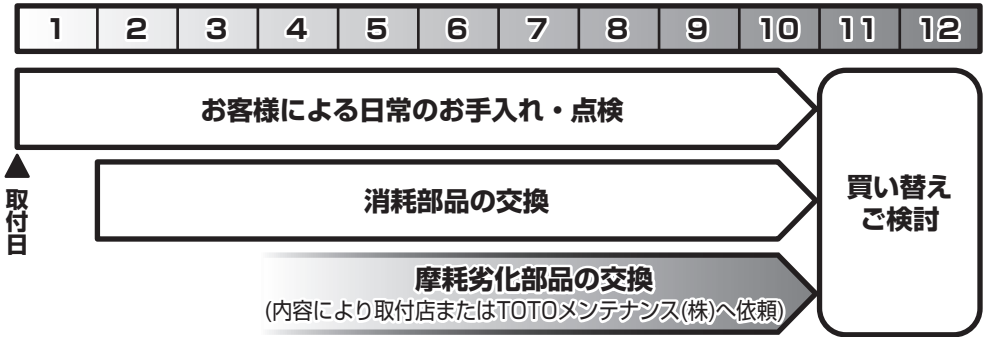 1 2 3 4 5 6 7 8 9 10 11 12
お客様による日常のお手入れ・点検
取付日
消耗部品の交換
買い替え
ご検討
摩耗劣化部品の交換
(内容により取付店またはTOTOメンテナンス(株)へ依頼)